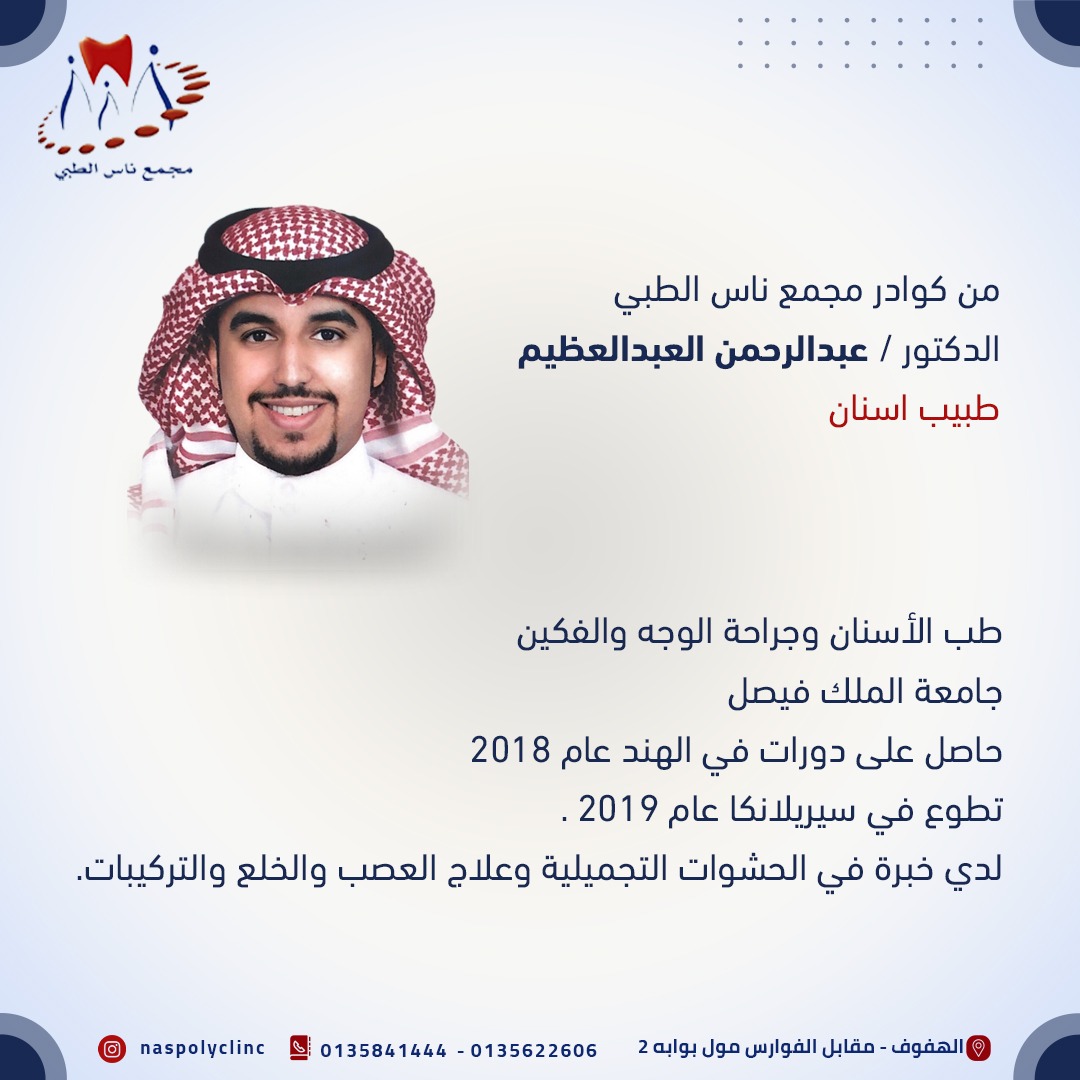 مجمع ناس الطبي
من كوادر مجمع ناس الطبي
الدكتور / عبدالرحمن العبدالعظيم
طبيب اسنان
طب الأسنان وجراحة الوجه والفكين
جامعة الملك فيصل
حاصل على دورات في الهند عام 2018
تطوع في سيريلانكا عام 2019 .
لدي خبرة في الحشوات التجميلية وعلاج العصب والخلع والتركيبات.
الهفوف - مقابل الفوارس مول بوابه 2
0135841444 - 0135622606
naspolyclinc